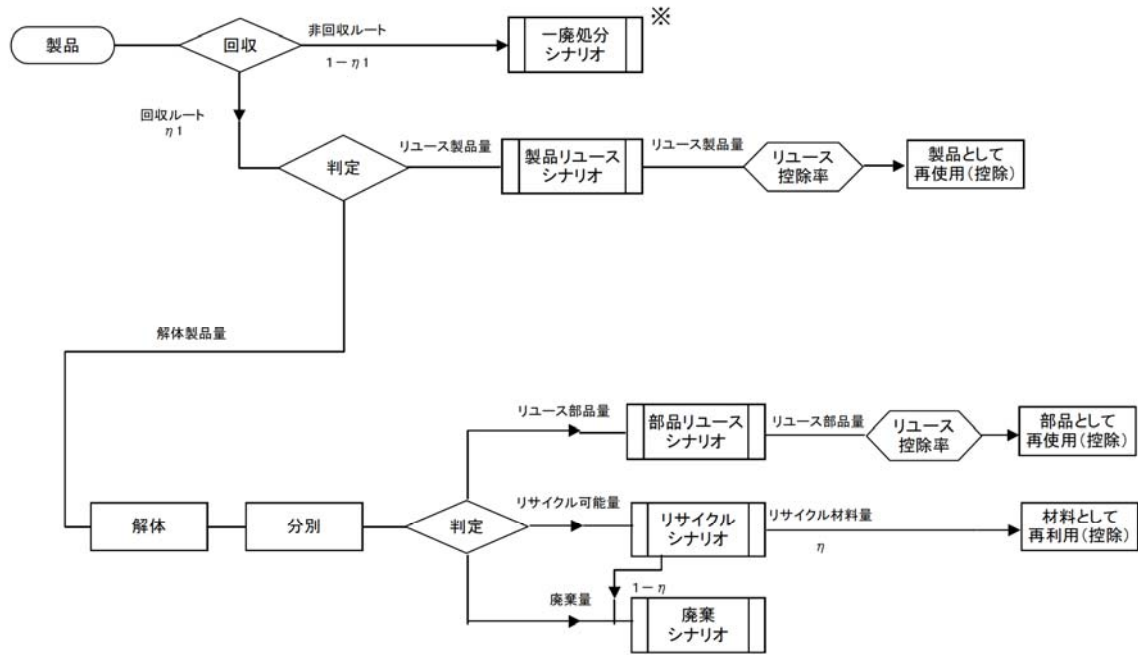 ※
製品
回収
非回収ルート
1－η1
一廃処分
シナリオ
回収ルート
η1
判定
リユース製品量
製品リユース
シナリオ
リユース製品量
リユース
控除率
製品として
再使用(控除)
解体製品量
リユース部品量
部品リユース
シナリオ
リユース部品量
リユース
控除率
部品として
再使用(控除)
解体
分別
判定
リサイクル可能量
リサイクル
シナリオ
リサイクル材料量
η
材料として
再利用(控除)
1－η
廃棄量
廃棄
シナリオ